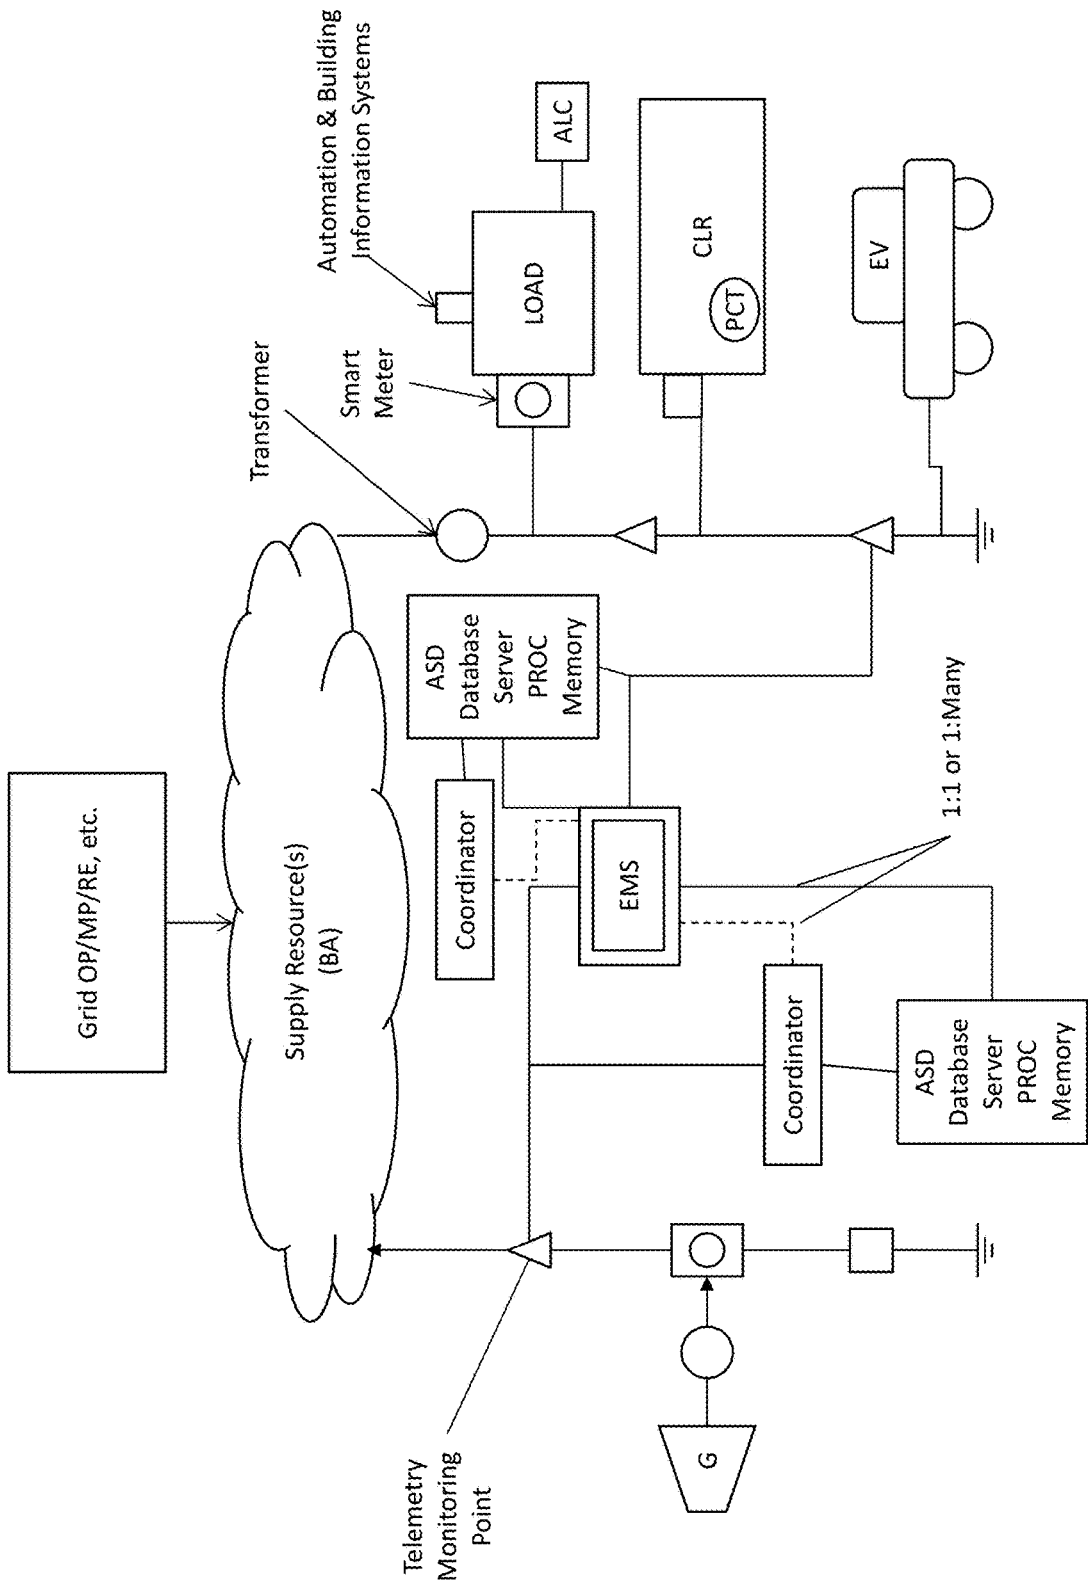 Grid OP/MP/RE, etc.
Supply Resource(s)
(BA)
Telemetry
Monitoring
Point
G
Coordinator
ASD
Database
Server
PROC
Memory
EMS
Coordinator
ASD
Database
Server
PROC
Memory
1:1 or 1:Many
Transformer
Smart
Meter
Automation & Building
Information Systems
LOAD
ALC
CLR
PCT
EV